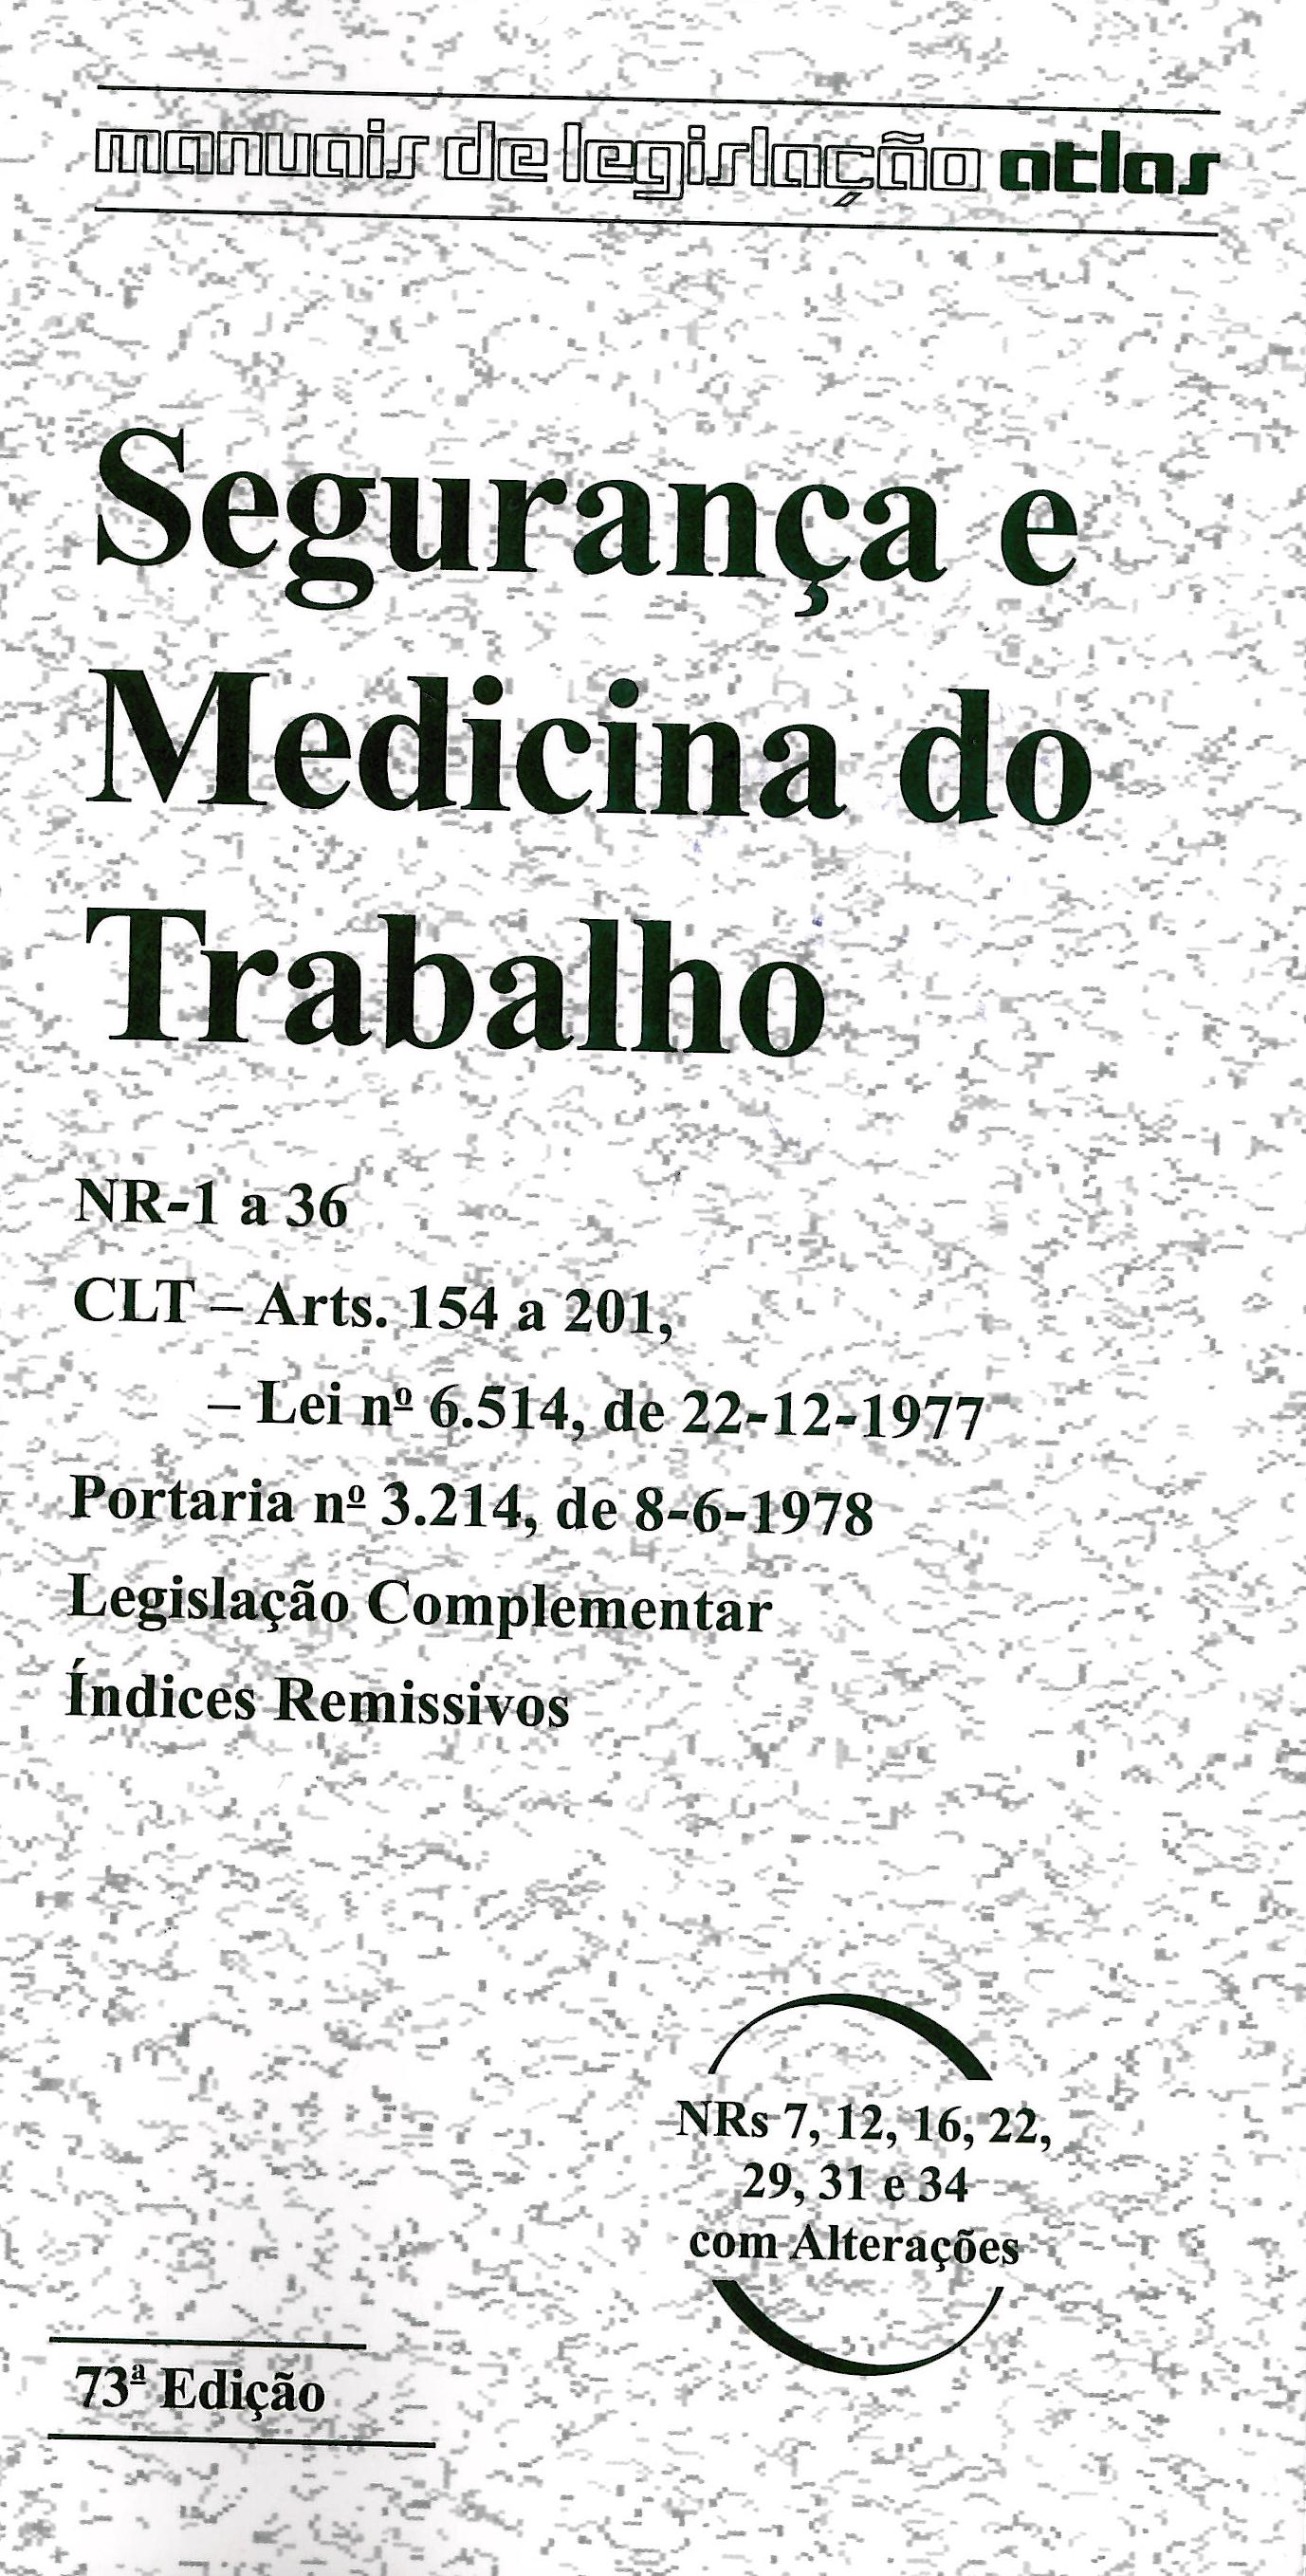 manuais de legislação atlas
Segurança e
Medicina do
Trabalho
NR-1 a 36
CLT – Arts. 154 a 201,
– Lei nº 6.514, de 22-12-1977
Portaria nº 3.214, de 8-6-1978
Legislação Complementar
Índices Remissivos
NRs 7, 12, 16, 22,
29, 31 e 34
com Alterações
73ª Edição